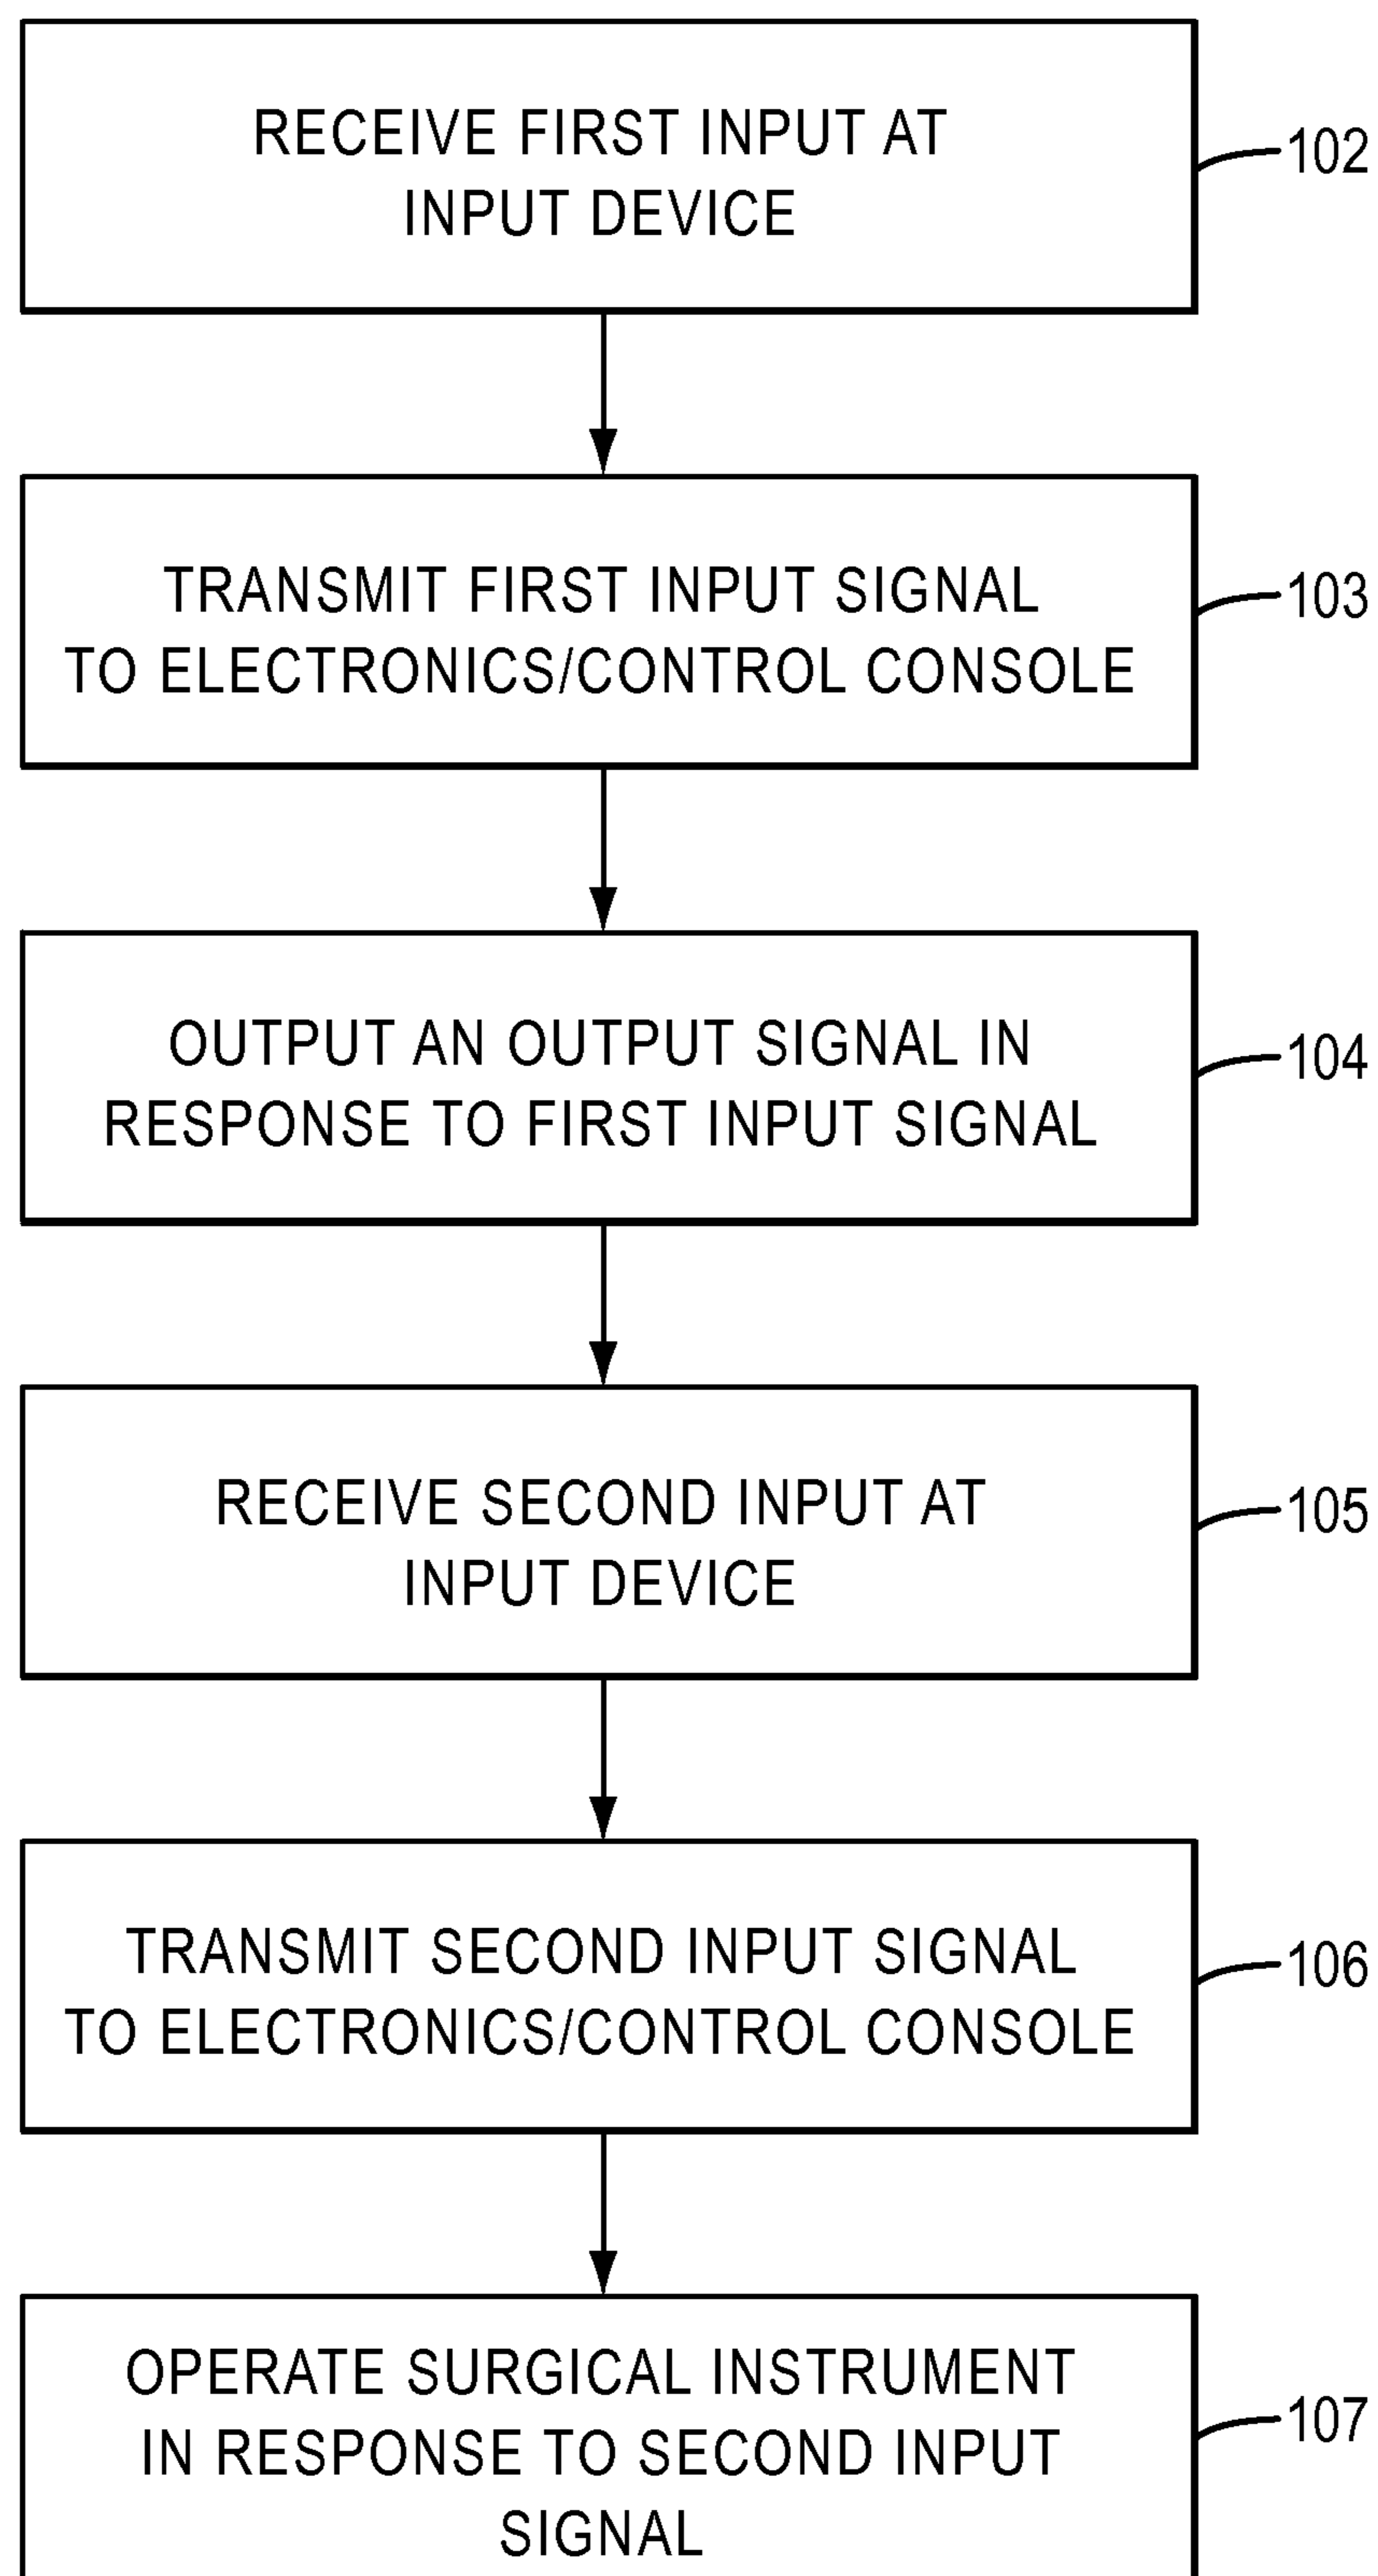 RECEIVE FIRST INPUT AT
INPUT DEVICE
102
TRANSMIT FIRST INPUT SIGNAL
TO ELECTRONICS/CONTROL CONSOLE
103
OUTPUT AN OUTPUT SIGNAL IN
RESPONSE TO FIRST INPUT SIGNAL
104
RECEIVE SECOND INPUT AT
INPUT DEVICE
105
TRANSMIT SECOND INPUT SIGNAL
TO ELECTRONICS/CONTROL CONSOLE
106
OPERATE SURGICAL INSTRUMENT
IN RESPONSE TO SECOND INPUT
SIGNAL
107